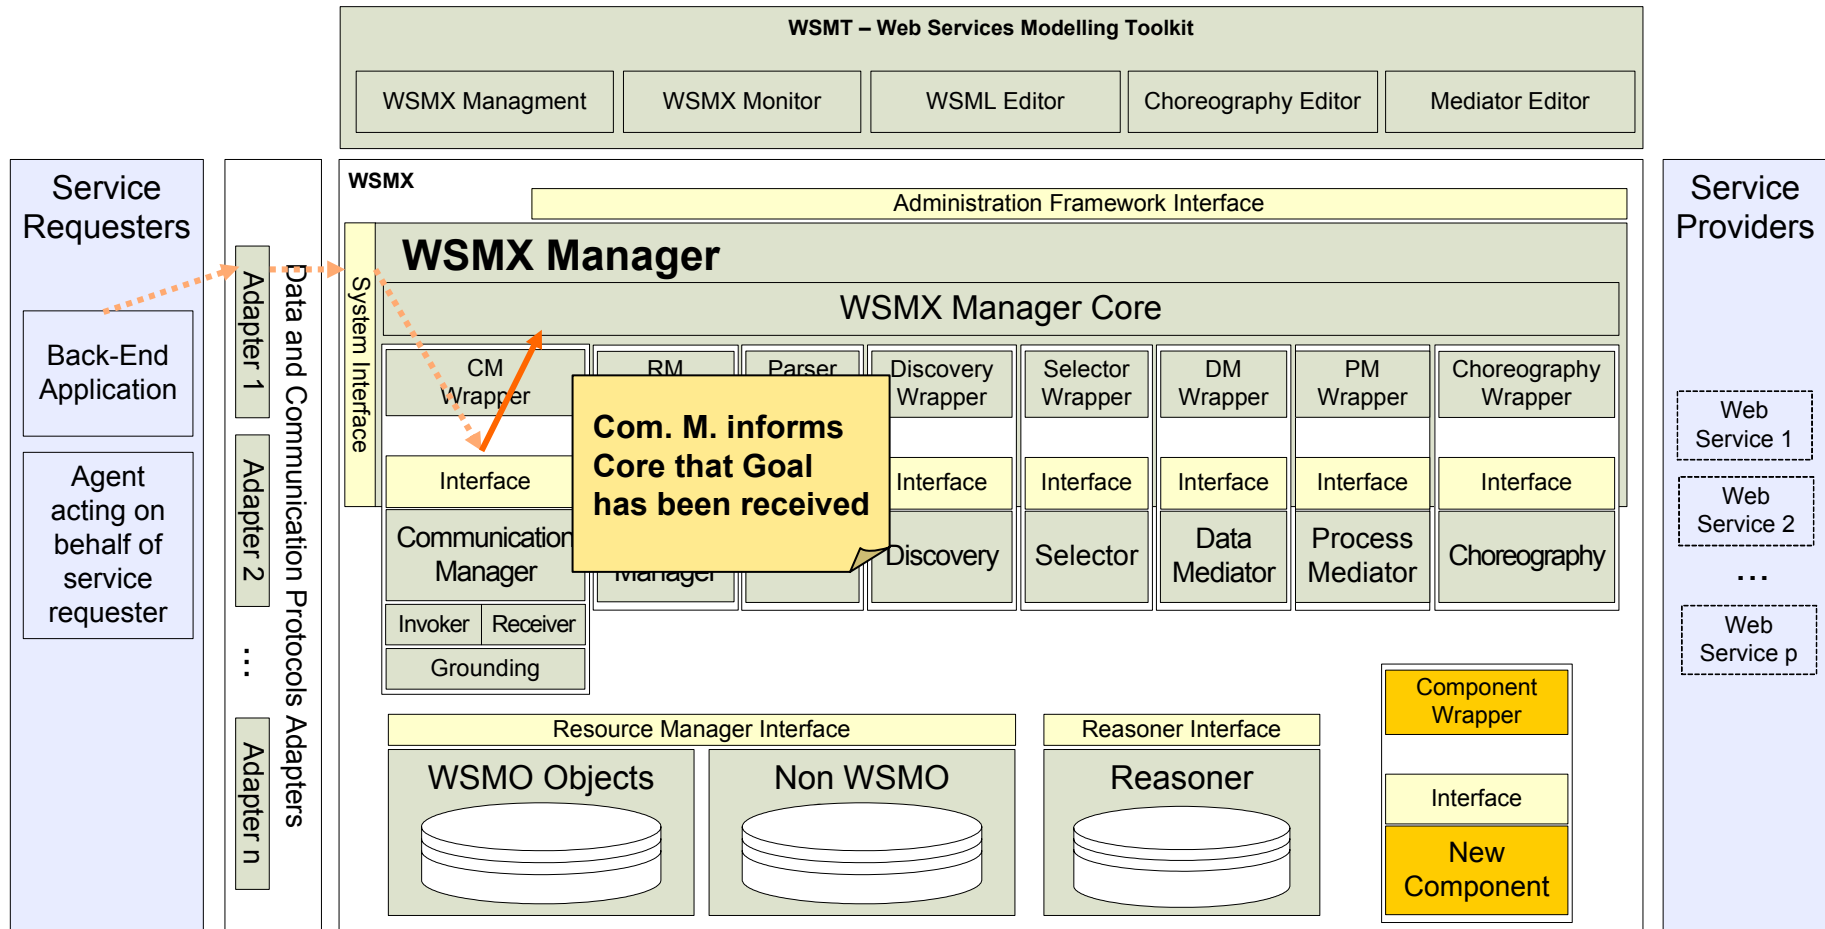 WSMT – Web Services Modelling Toolkit
WSMX Managment
WSMX Monitor
WSML Editor
Choreography Editor
Mediator Editor
Service
Requesters
Back-End
Application
Agent
acting on
behalf of
service
requester
Adapter 1
Adapter 2
...
Adapter n
Data and Communication Protocols Adapters
WSMX
Administration Framework Interface
System Interface
WSMX Manager
WSMX Manager Core
CM
Wrapper
RM
Parser
Discovery
Wrapper
Selector
Wrapper
DM
Wrapper
PM
Wrapper
Choreography
Wrapper
Com. M. informs
Core that Goal
has been received
Interface
Interface
Interface
Interface
Interface
Interface
Communication
Manager
Manager
Discovery
Selector
Data
Mediator
Process
Mediator
Choreography
Invoker
Receiver
Grounding
Resource Manager Interface
WSMO Objects
Non WSMO
Reasoner Interface
Reasoner
Component
Wrapper
Interface
New
Component
Service
Providers
Web
Service 1
Web
Service 2
...
Web
Service p